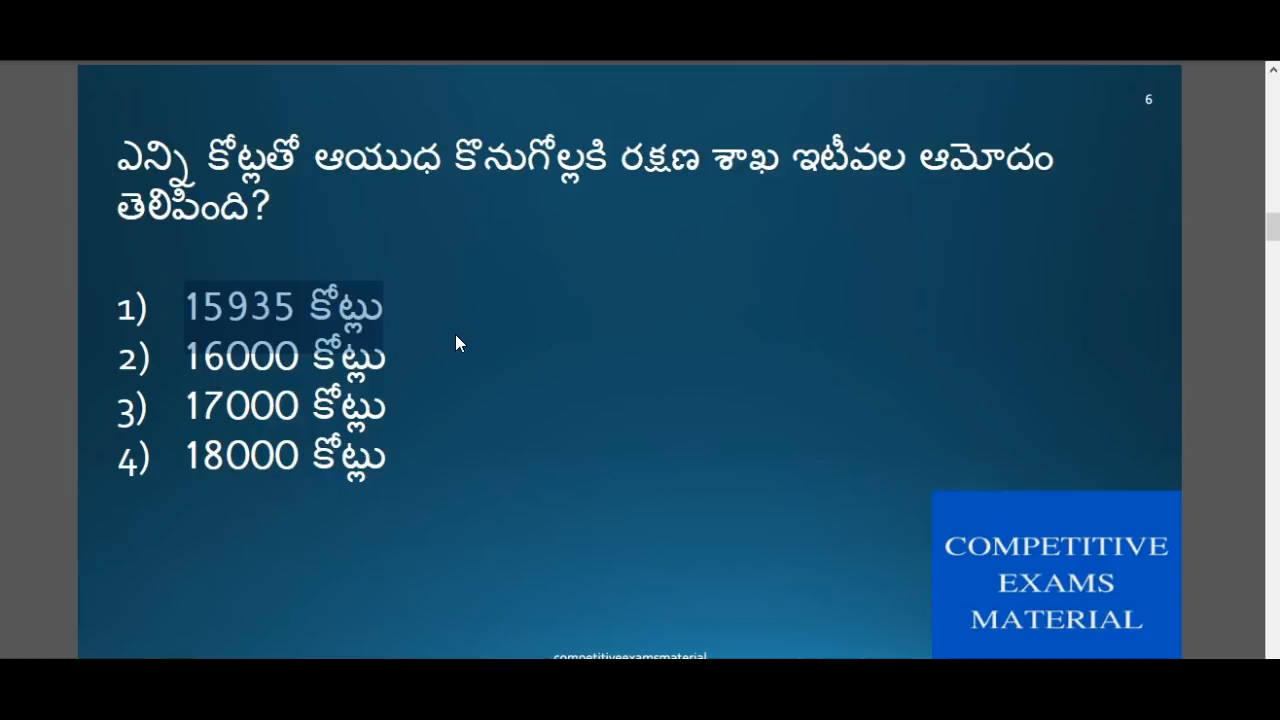 6
ఎన్ని కోట్లతో ఆయుధ కొనుగోల్లకి రక్షణ శాఖ ఇటీవల ఆమోదం
తెలిపింది?
1) 15935 కోట్లు
2) 16000 కోట్లు
3) 17000 కోట్లు
4) 18000 కోట్లు
COMPETITIVE
EXAMS
MATERIAL
competitiveexamsmaterial